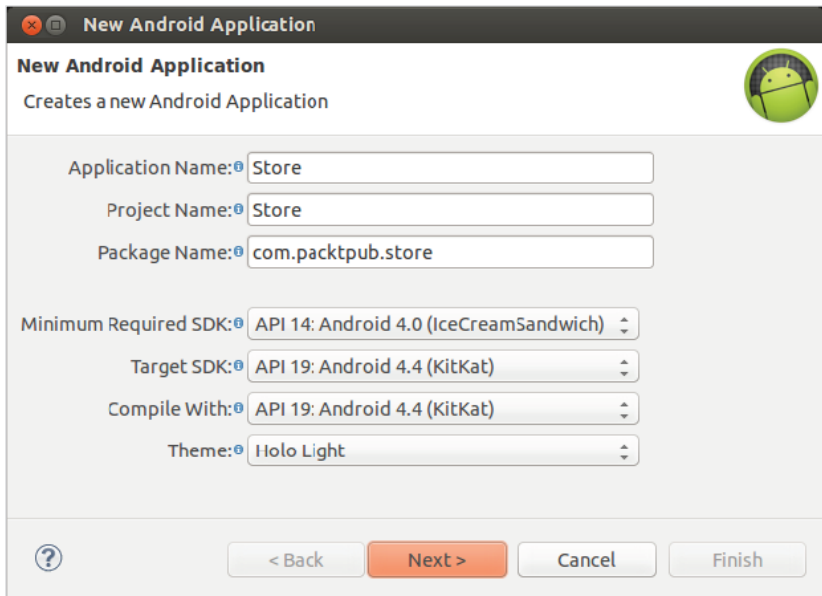 New Android Application
New Android Application
Creates a new Android Application
Application Name: Store
Project Name: Store
Package Name: com.packtpub.store
Minimum Required SDK: API 14: Android 4.0 (IceCreamSandwich)
Target SDK: API 19: Android 4.4 (KitKat)
Compile With: API 19: Android 4.4 (KitKat)
Theme: Holo Light
? < Back Next > Cancel Finish